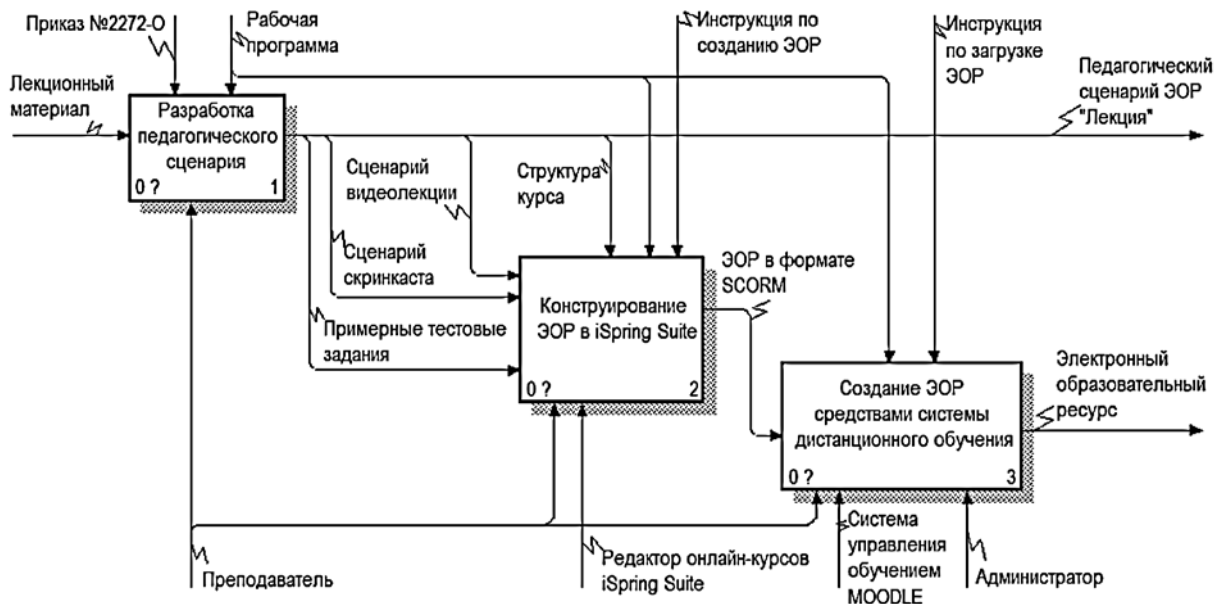 Приказ №2272-О
Рабочая
программа
Инструкция по
созданию ЭОР
Инструкция
по загрузке
ЭОР
Лекционный
материал
Педагогический
сценарий ЭОР
"Лекция"
Разработка
педагогического
сценария
0 ?
1
Сценарий
видеолекции
Структура
курса
Сценарий
скринкаста
Примерные тестовые
задания
Конструирование
ЭОР в iSpring Suite
0 ?
2
ЭОР в формате
SCORM
Создание ЭОР
средствами системы
дистанционного обучения
0 ?
3
Электронный
образовательный
ресурс
Преподаватель
Редактор онлайн-курсов
iSpring Suite
Система
управления
обучением
MOODLE
Администратор